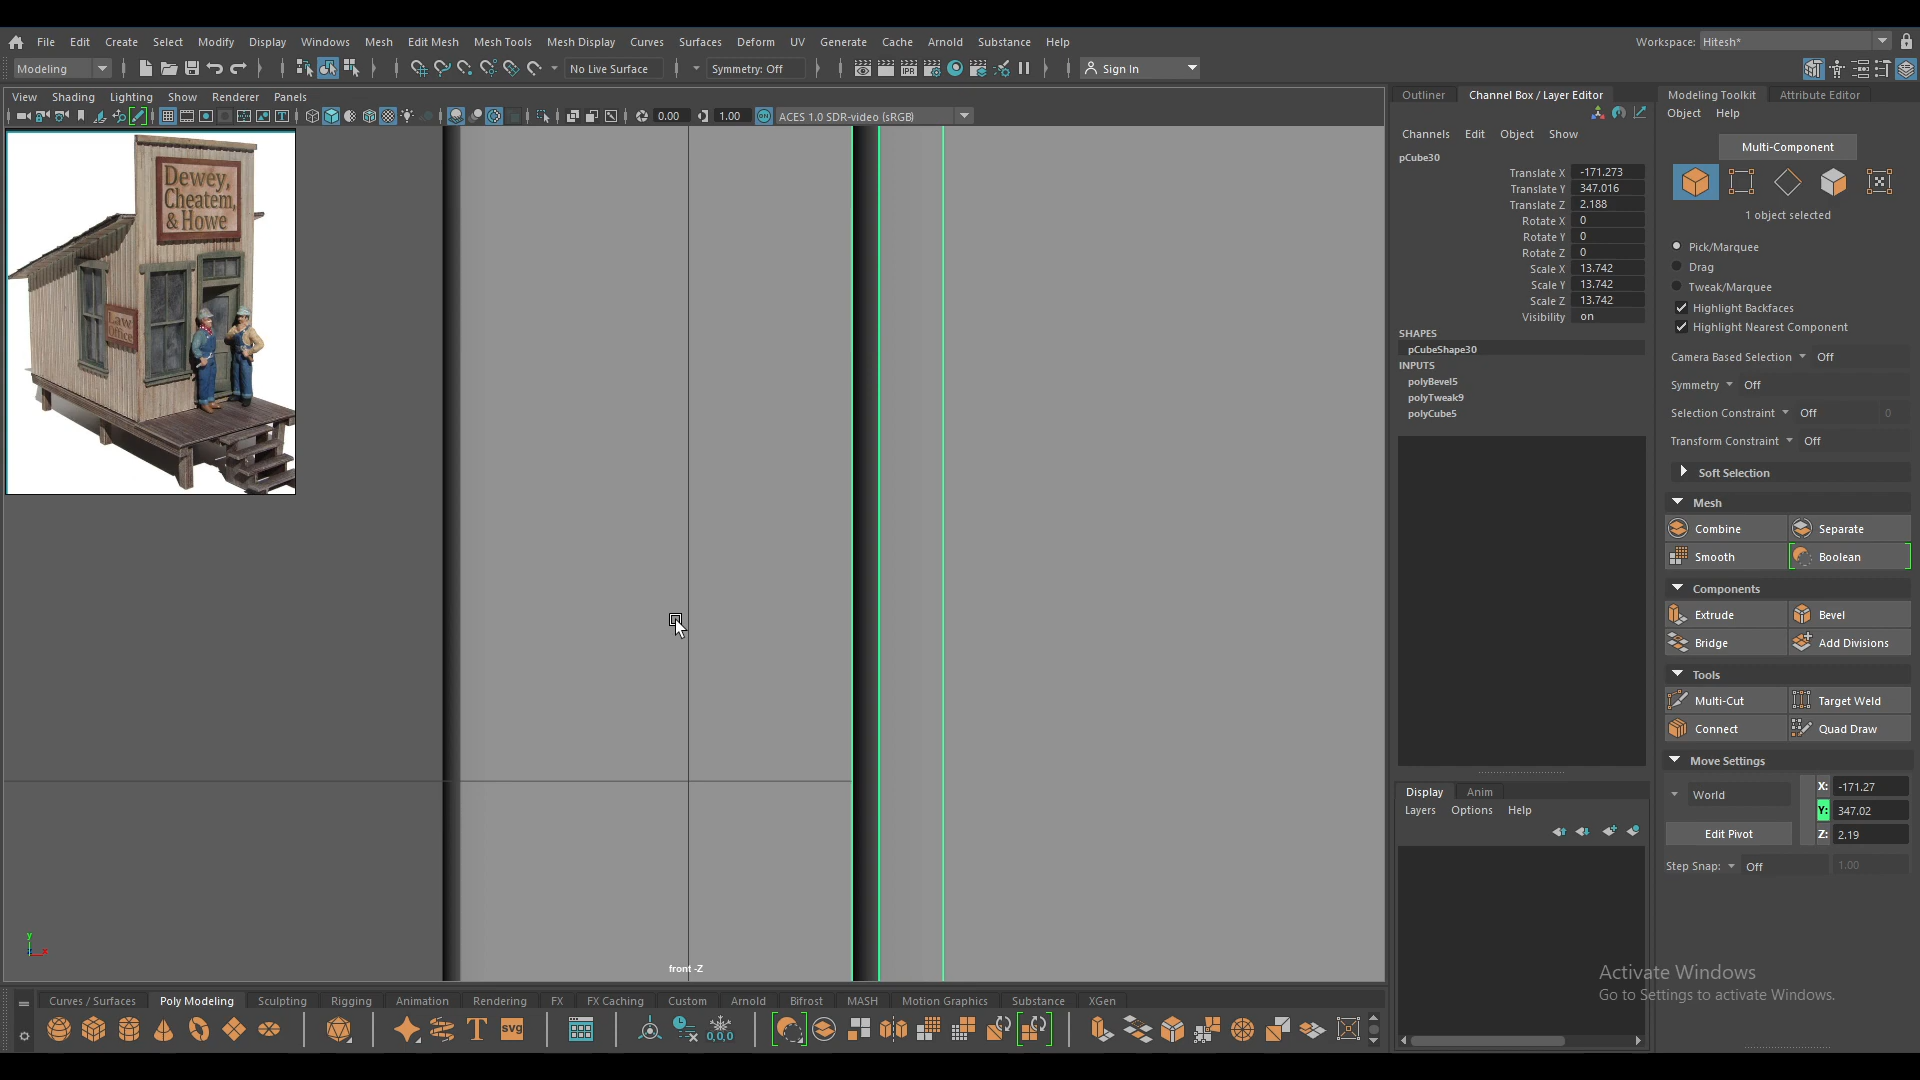 File Edit Create Select Modify Display Windows Mesh Edit Mesh Mesh Tools Mesh Display Curves Surfaces Deform UV Generate Cache Arnold Substance Help
Workspace: Hitesh*
Modeling
No Live Surface
Symmetry: Off
Sign In
View Shading Lighting Show Renderer Panels
0.00
1.00
ACES 1.0 SDR-video (sRGB)
Dewey,
Cheatem,
& Howe
Law
Office
front -Z
y
x
Outliner Channel Box / Layer Editor
Channels Edit Object Show
pCube30
Translate X -171.273
Translate Y 347.016
Translate Z 2.188
Rotate X 0
Rotate Y 0
Rotate Z 0
Scale X 13.742
Scale Y 13.742
Scale Z 13.742
Visibility on
SHAPES
pCubeShape30
INPUTS
polyBevel5
polyTweak9
polyCube5
Display Anim
Layers Options Help
Modeling Toolkit Attribute Editor
Object Help
Multi-Component
1 object selected
Pick/Marquee
Drag
Tweak/Marquee
Highlight Backfaces
Highlight Nearest Component
Camera Based Selection Off
Symmetry Off
Selection Constraint Off 0
Transform Constraint Off
Soft Selection
Mesh
Combine Separate
Smooth Boolean
Components
Extrude Bevel
Bridge Add Divisions
Tools
Multi-Cut Target Weld
Connect Quad Draw
Move Settings
World
X: -171.27
Y: 347.02
Edit Pivot
Z: 2.19
Step Snap: Off 1.00
Activate Windows
Go to Settings to activate Windows.
Curves / Surfaces Poly Modeling Sculpting Rigging Animation Rendering FX FX Caching Custom Arnold Bifrost MASH Motion Graphics Substance XGen
T
SVG
0,0,0